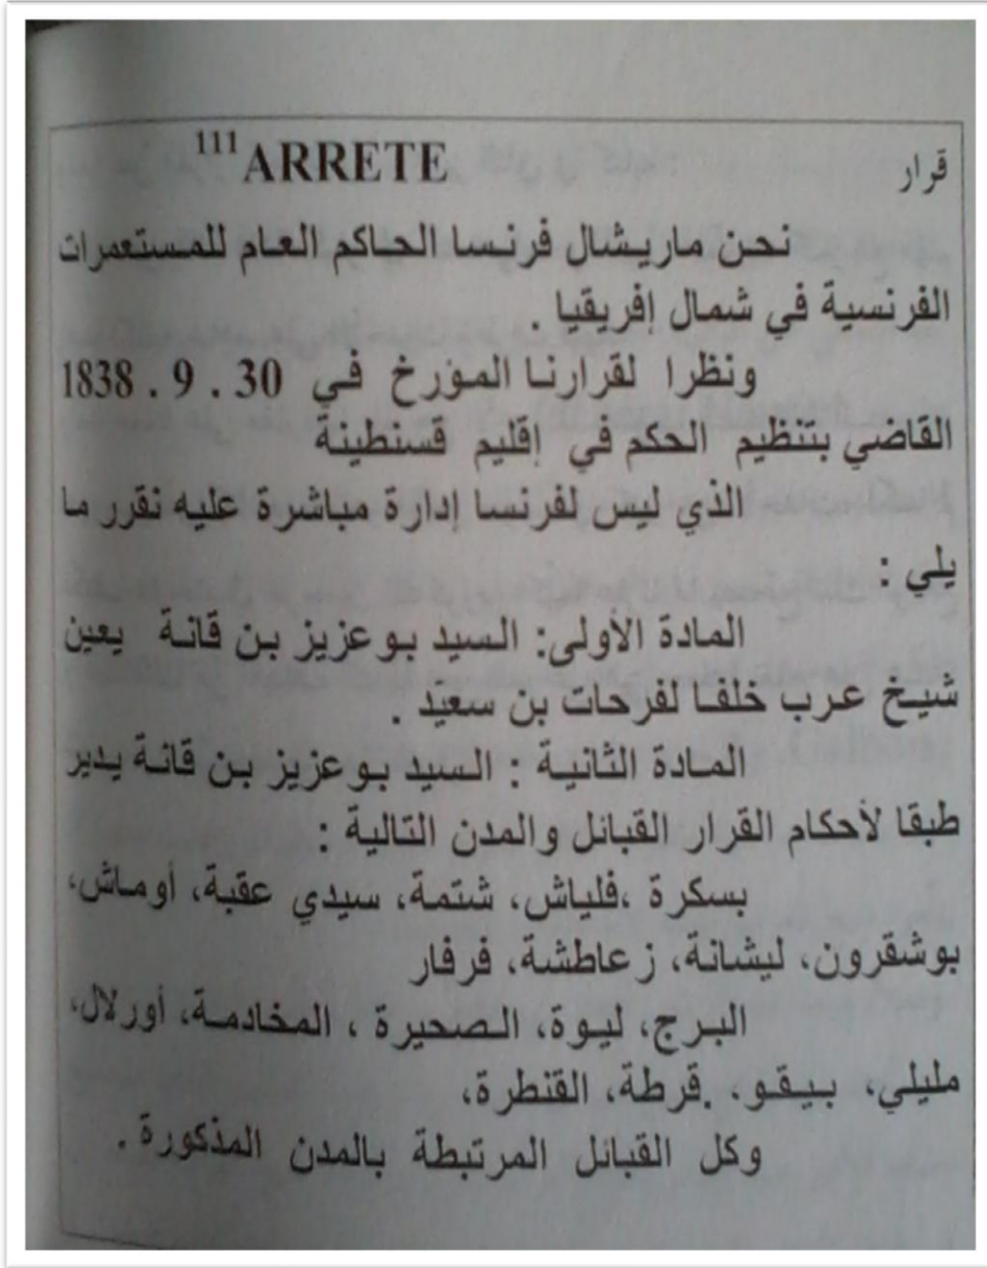 قرار ARRETE 111
نحن ماريشال فرنسا الحاكم العام للمستعمرات
الفرنسية في شمال إفريقيا .
ونظرا لقرارنا المؤرخ في 30 . 9 . 1838
القاضي بتنظيم الحكم في إقليم قسنطينة
الذي ليس لفرنسا إدارة مباشرة عليه نقرر ما
يلي :
المادة الأولى: السيد بوعزيز بن قانة يعين
شيخ عرب خلفا لفرحات بن سعيد .
المادة الثانية : السيد بوعزيز بن قانة يدير
طبقا لأحكام القرار القبائل والمدن التالية :
بسكرة ،فلياش، شتمة، سيدي عقبة، أوماش،
بوشقرون، ليشانة، زعاطشة، فرفار
البرج، ليوة، الصحيرة ، المخادمة، أورلال،
مليلي، بيقو، .قرطة، القنطرة،
وكل القبائل المرتبطة بالمدن المذكورة .